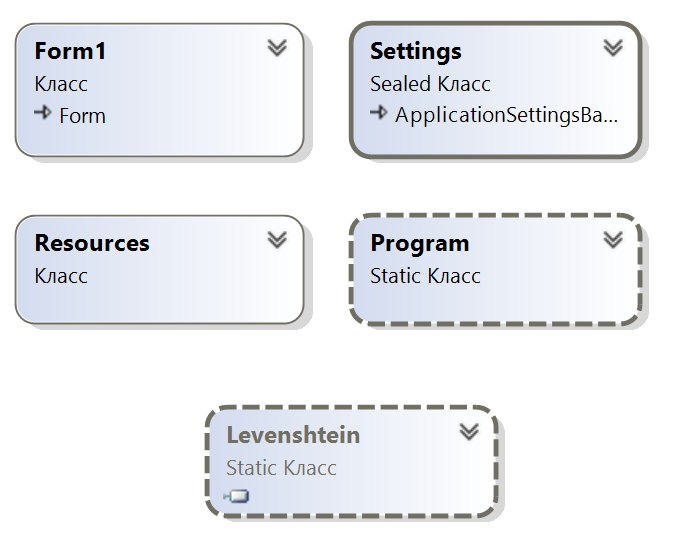 Form1
Класс
Form
Settings
Sealed Класс
ApplicationSettingsBa...
Resources
Класс
Program
Static Класс
Levenshtein
Static Класс